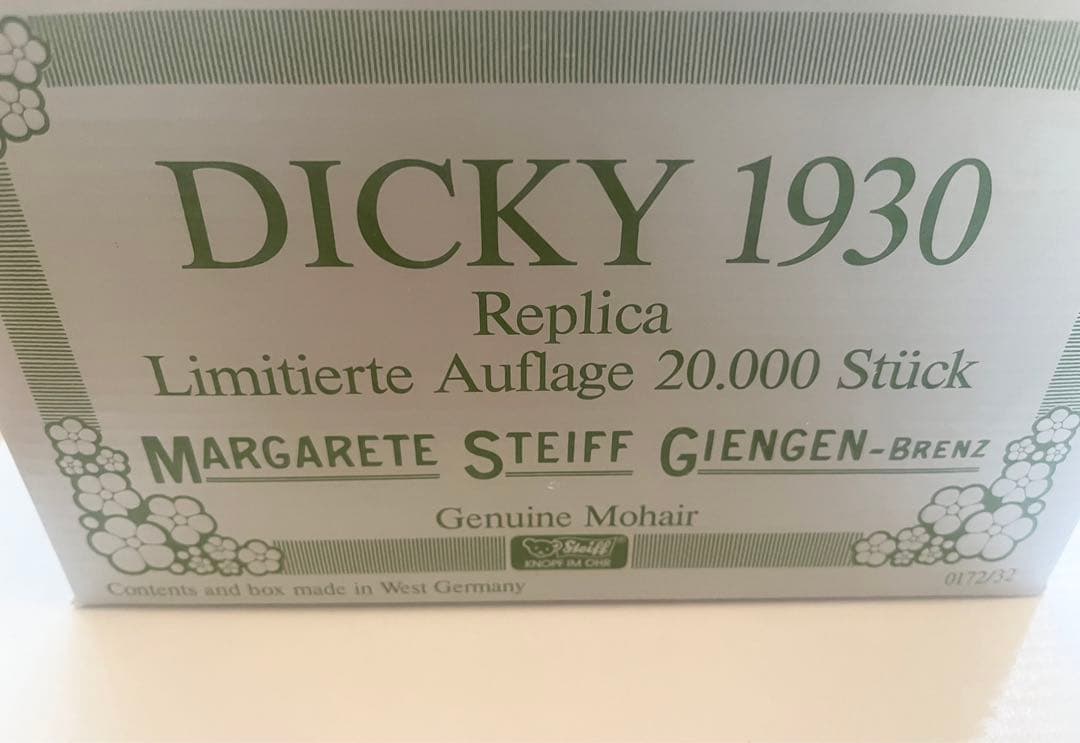 DICKY 1930
Replica
Limitierte Auflage 20.000 Stück
MARGARETE STEIFF GIENGEN-BRENZ
Genuine Mohair
Steiff
KNOPF IM OHR
Contents and box made in West Germany
0172/32